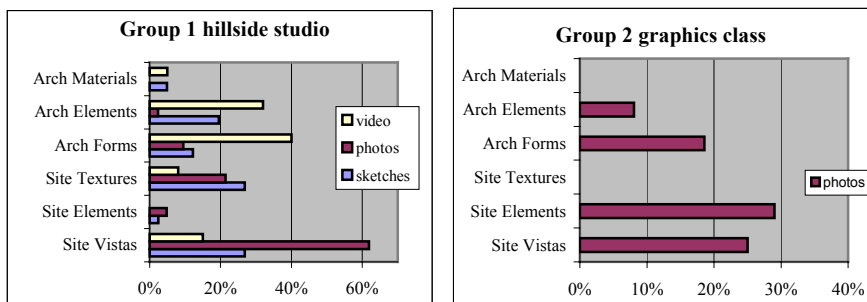 Group 1 hillside studio
Arch Materials
Arch Elements
Arch Forms
Site Textures
Site Elements
Site Vistas
0% 20% 40% 60%
video
photos
sketches
Group 2 graphics class
Arch Materials
Arch Elements
Arch Forms
Site Textures
Site Elements
Site Vistas
0% 10% 20% 30% 40%
photos